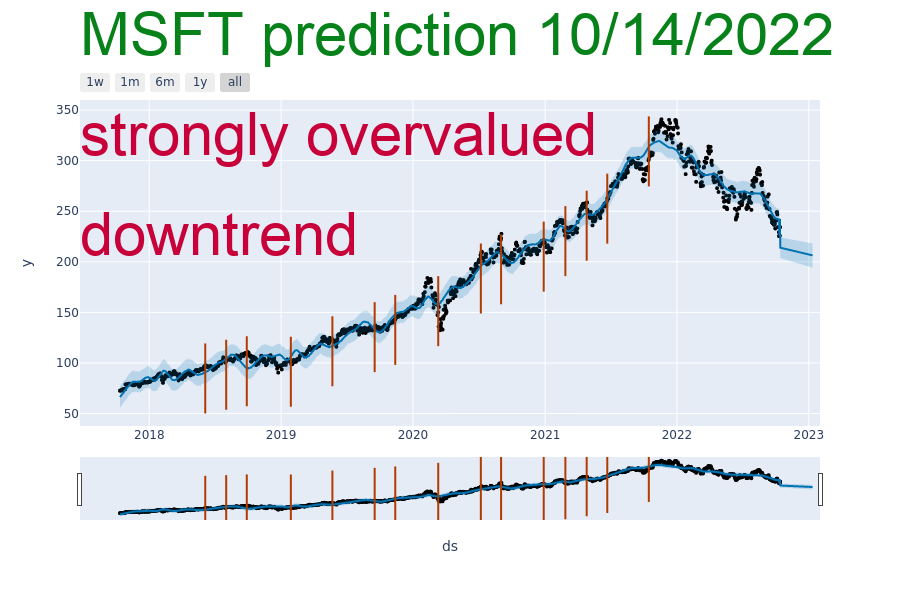 MSFT prediction 10/14/2022
1w 1m 6m 1y all
350
strongly overvalued
300
250
downtrend
200
y
150
100
50
2018 2019 2020 2021 2022 2023
ds